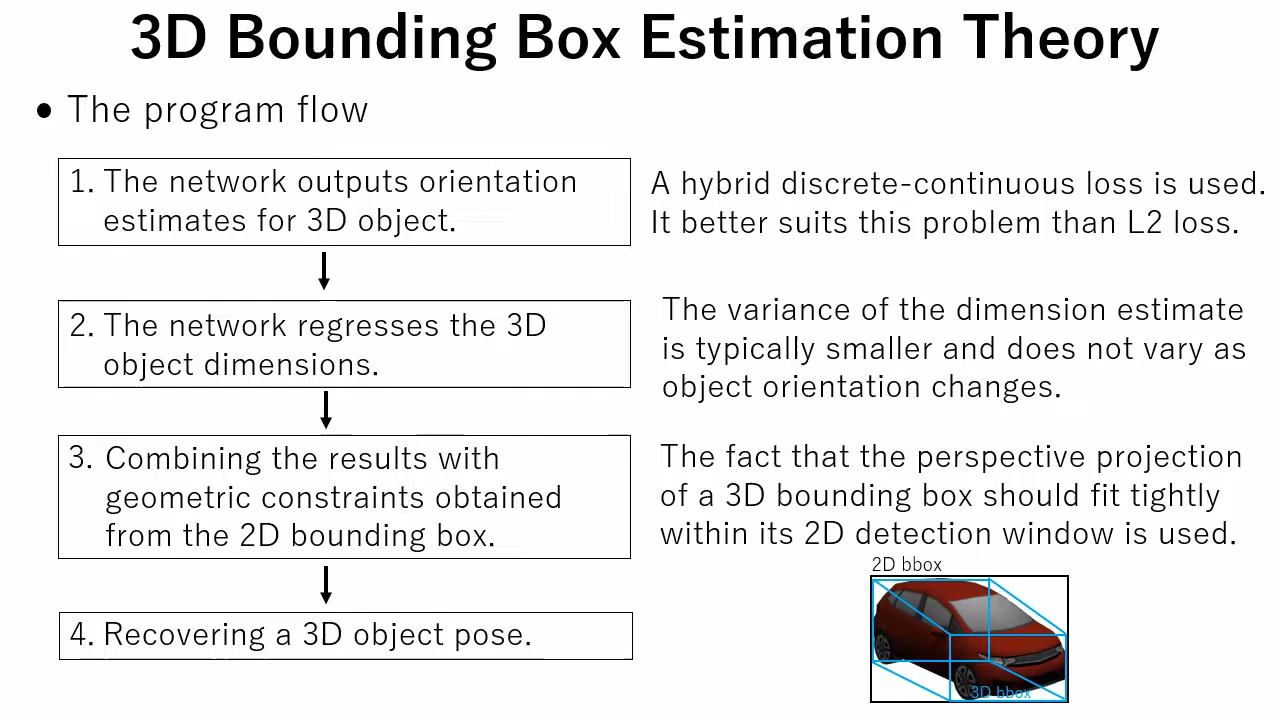 3D Bounding Box Estimation Theory
● The program flow
1. The network outputs orientation
estimates for 3D object.
A hybrid discrete-continuous loss is used.
It better suits this problem than L2 loss.
2. The network regresses the 3D
object dimensions.
The variance of the dimension estimate
is typically smaller and does not vary as
object orientation changes.
3. Combining the results with
geometric constraints obtained
from the 2D bounding box.
The fact that the perspective projection
of a 3D bounding box should fit tightly
within its 2D detection window is used.
2D bbox
3D bbox
4. Recovering a 3D object pose.